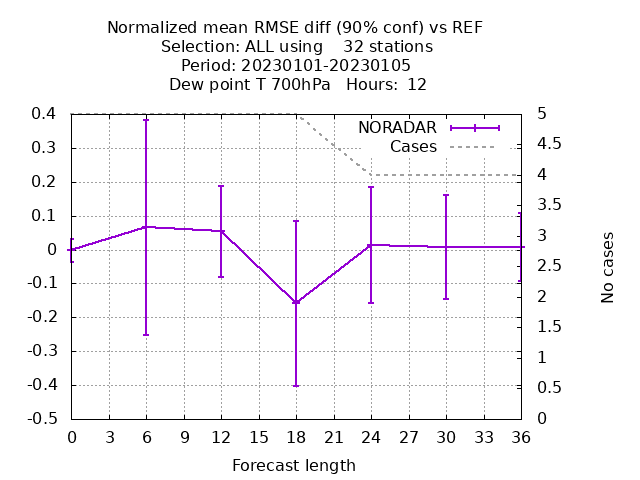 Normalized mean RMSE diff (90% conf) vs REF
Selection: ALL using    32 stations
Period: 20230101-20230105
Dew point T 700hPa   Hours:  12
NORADAR
Cases
0.4
0.3
0.2
0.1
0
-0.1
-0.2
-0.3
-0.4
-0.5
5
4.5
4
3.5
3
2.5
2
1.5
1
0.5
0
No cases
0 3 6 9 12 15 18 21 24 27 30 33 36
Forecast length